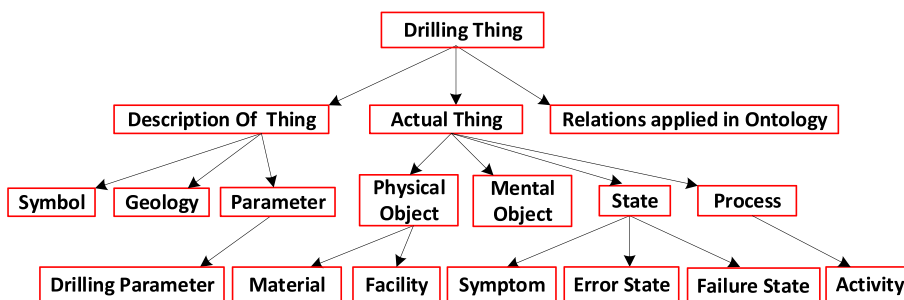 Drilling Thing
Description Of Thing
Actual Thing
Relations applied in Ontology
Symbol
Geology
Parameter
Physical
Object
Mental
Object
State
Process
Drilling Parameter
Material
Facility
Symptom
Error State
Failure State
Activity